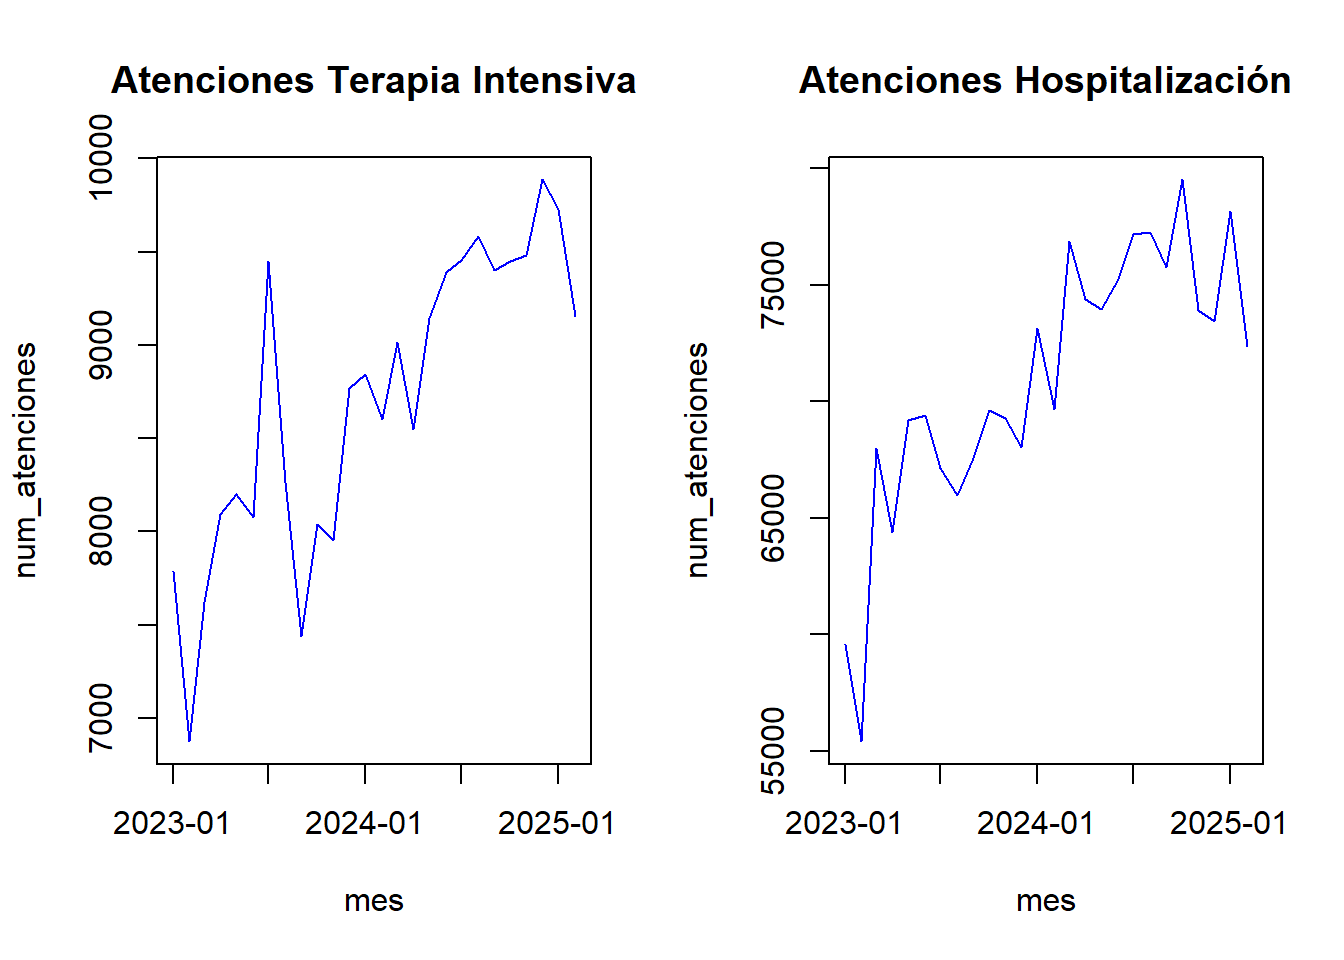 Atenciones Terapia Intensiva
num_atenciones
10000
9000
8000
7000
2023-01 2024-01 2025-01
mes
Atenciones Hospitalización
num_atenciones
75000
65000
55000
2023-01 2024-01 2025-01
mes